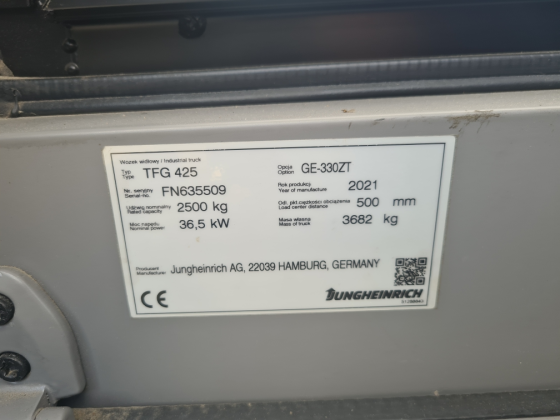 Wózek widłowy / Industrial truck
Typ
Type TFG 425
Opcja
Option GE-330ZT
Nr. seryjny
Serial-no. FN635509
Rok produkcji
Year of manufacture 2021
Udźwig nominalny
Rated capacity 2500 kg
Odl. pkt.ciężkości obciążenia
Load center distance 500 mm
Moc napędu
Nominal power 36,5 kW
Masa własna
Mass of truck 3682 kg
Producent
Manufacturer Jungheinrich AG, 22039 HAMBURG, GERMANY
CE
JUNGHEINRICH